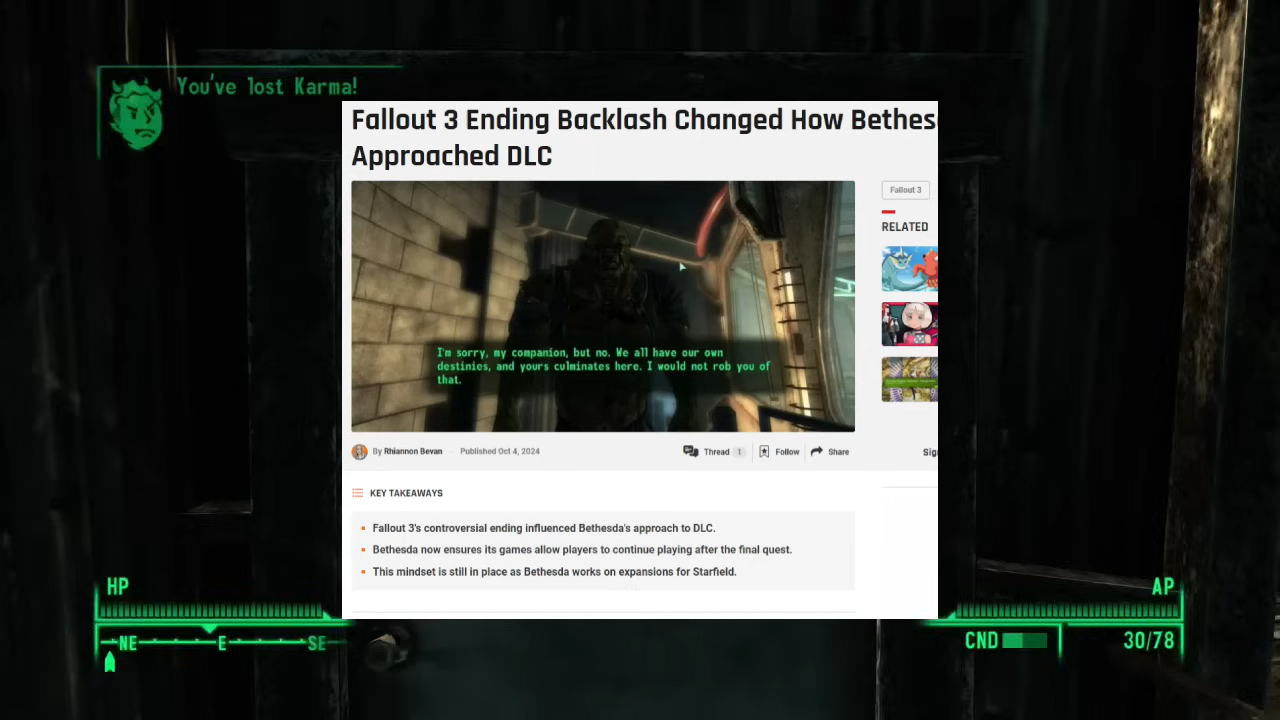 You've lost Karma!
Fallout 3 Ending Backlash Changed How Bethes
Approached DLC
Fallout 3
RELATED
I'm sorry, my companion, but no. We all have our own
destinies, and yours culminates here. I would not rob you of
that.
By Rhiannon Bevan
Published Oct 4, 2024
Thread 1
Follow
Share
Sig
KEY TAKEAWAYS
Fallout 3's controversial ending influenced Bethesda's approach to DLC.
Bethesda now ensures its games allow players to continue playing after the final quest.
This mindset is still in place as Bethesda works on expansions for Starfield.
HP
AP
NE
E
SE
CND
30/78